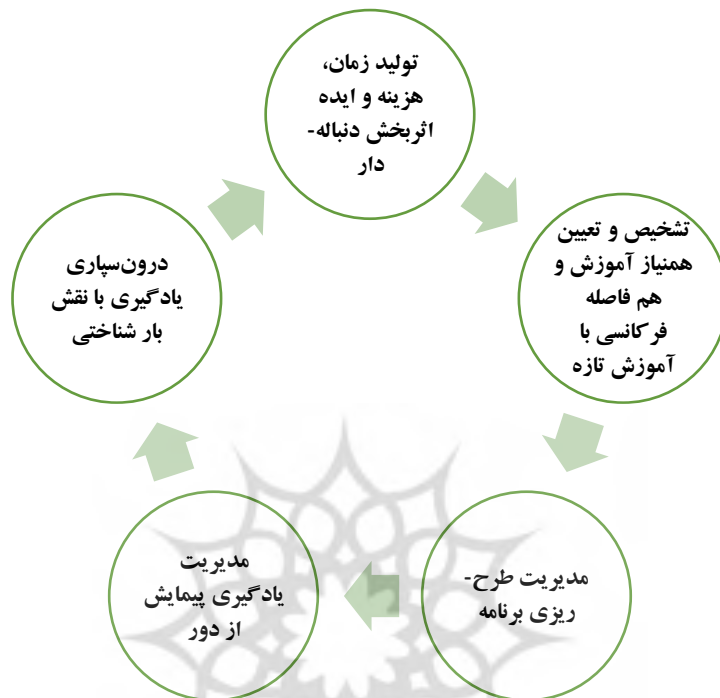 تولید زمان،
هزینه و ایده
اثربخش دنباله-
دار
تشخیص و تعیین
همنیاز آموزش و
هم فاصله
فرکانسی با
آموزش تازه
مدیریت طرح-
ریزی برنامه
مدیریت
یادگیری پیمایش
از دور
درون‌سپاری
یادگیری با نقش
بار شناختی